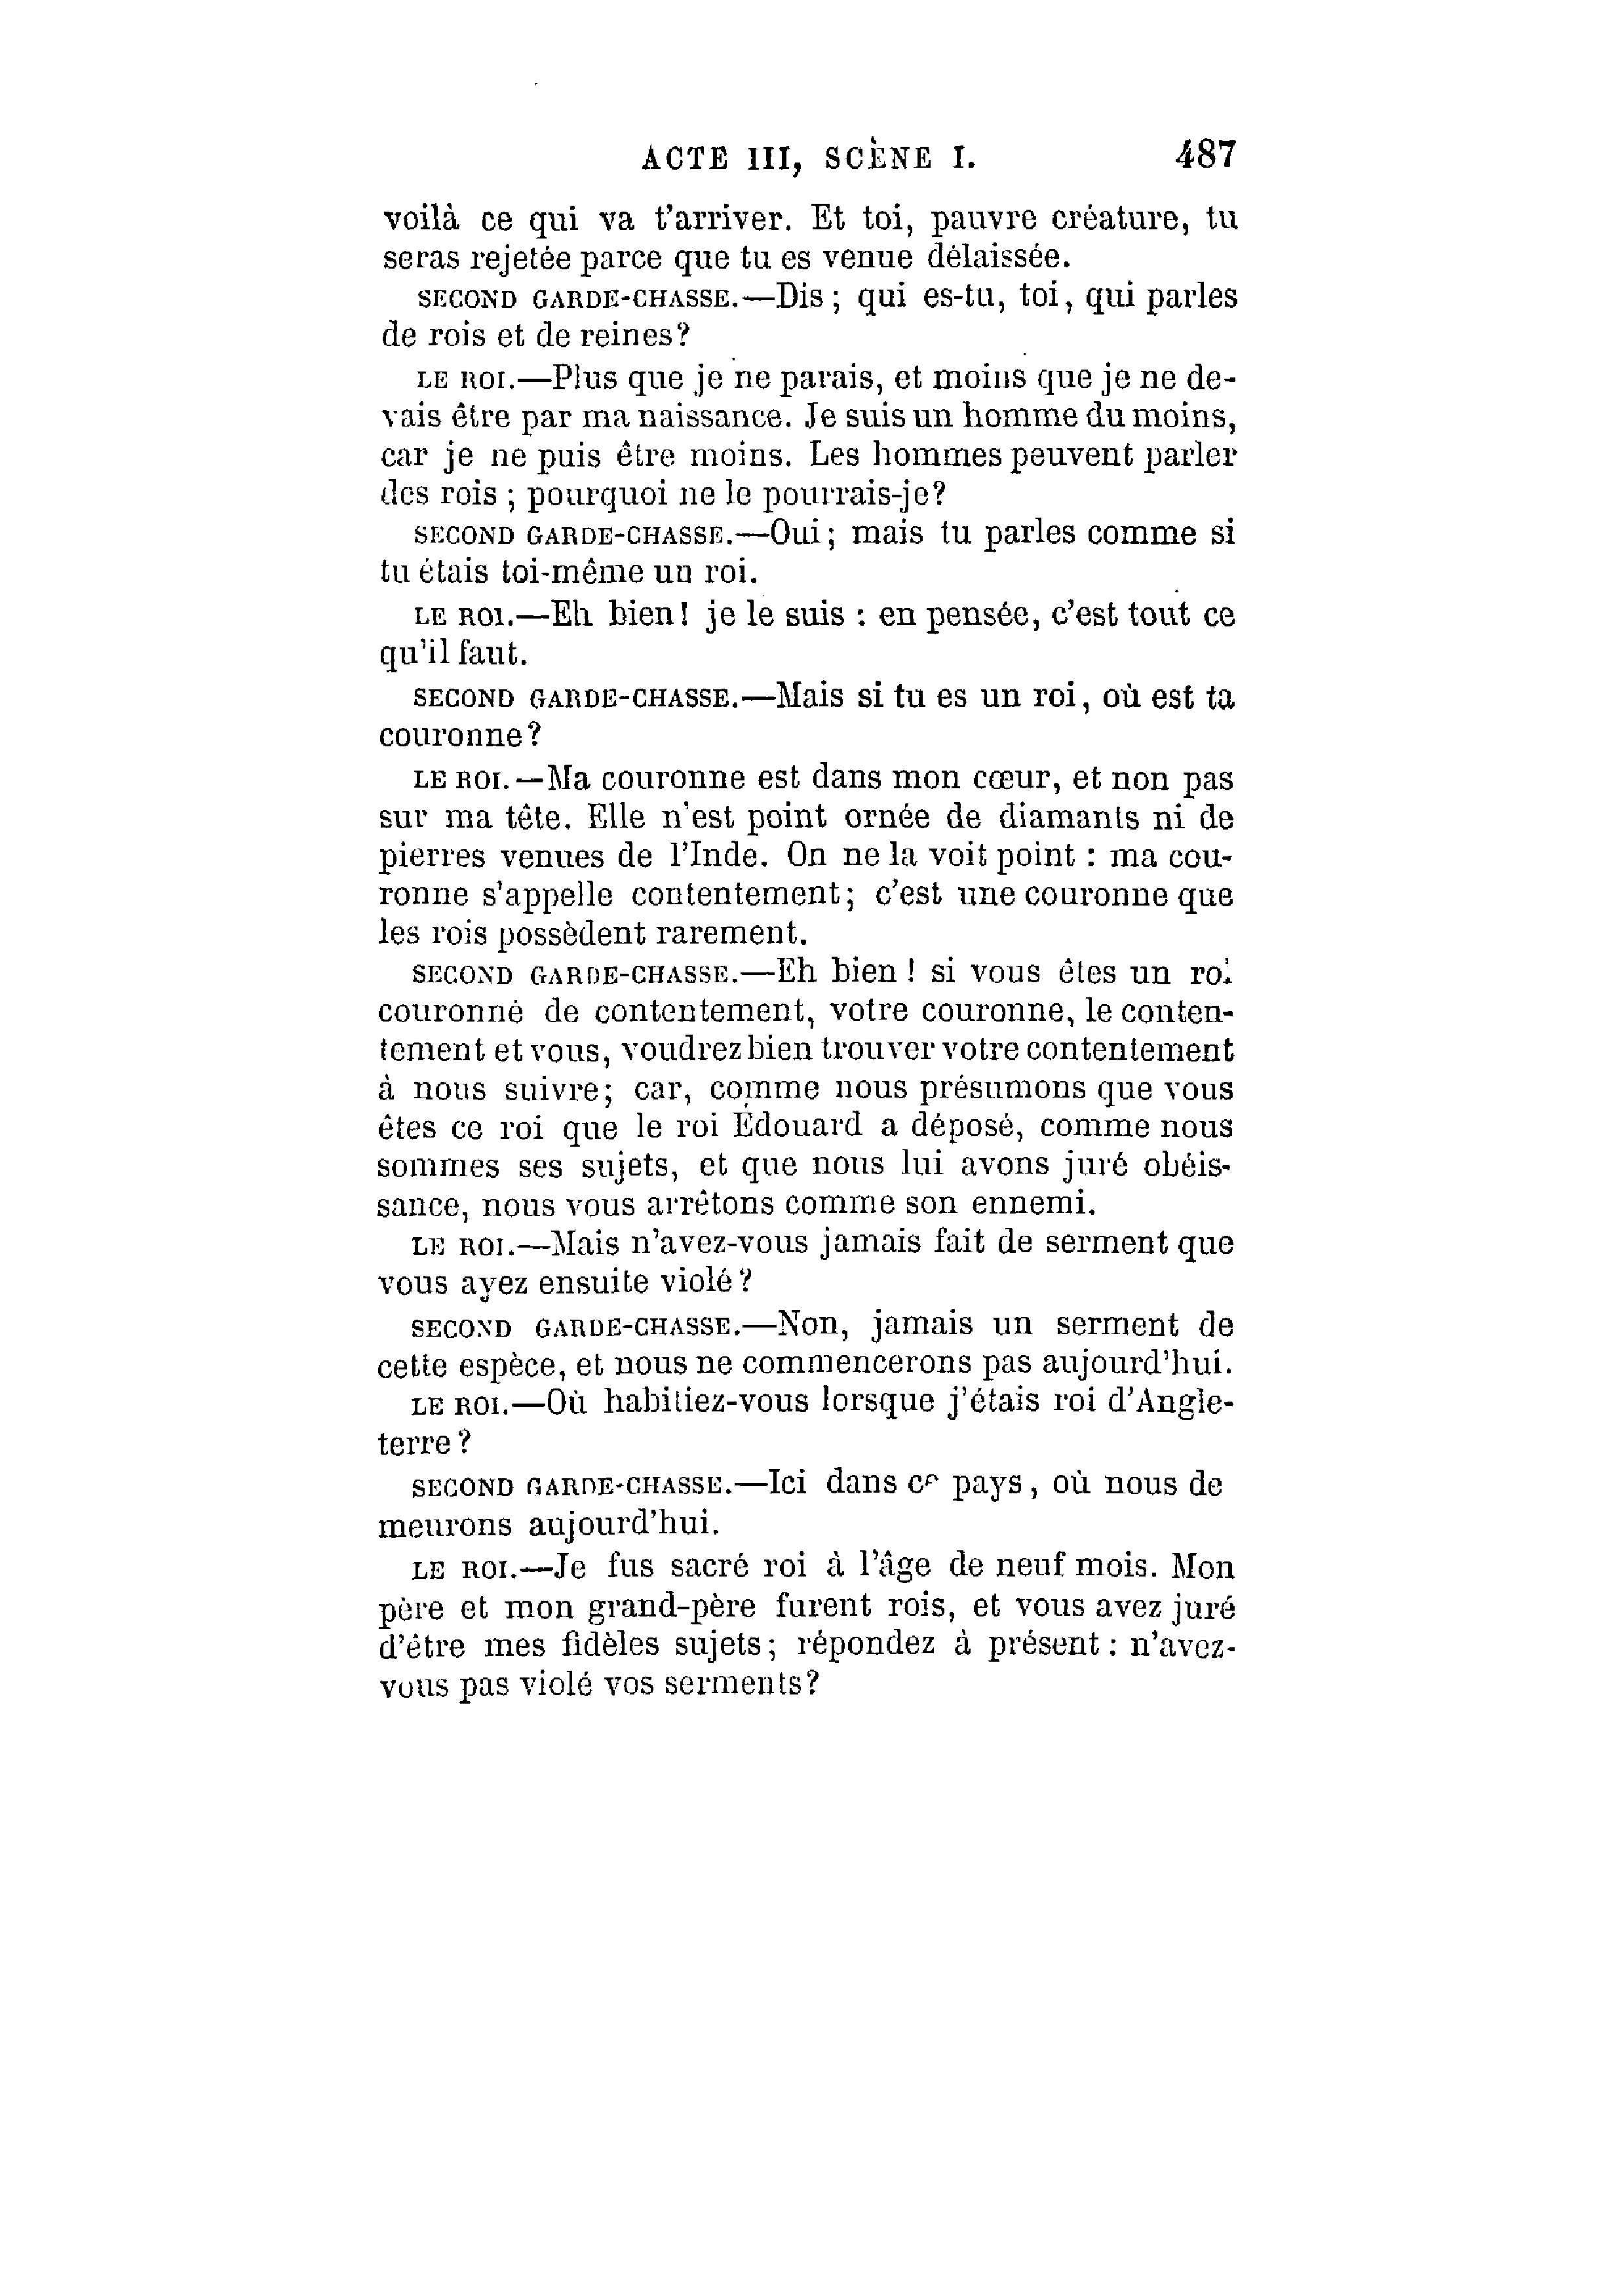 ACTE III, SCÈNE I. 487
voilà ce qui va t'arriver. Et toi, pauvre créature, tu
seras rejetée parce que tu es venue délaissée.
SECOND GARDE-CHASSE.—Dis ; qui es-tu, toi, qui parles
de rois et de reines?
LE ROI.—Plus que je ne parais, et moins que je ne de-
vais être par ma naissance. Je suis un homme du moins,
car je ne puis être moins. Les hommes peuvent parler
des rois ; pourquoi ne le pourrais-je?
SECOND GARDE-CHASSE.—Oui ; mais tu parles comme si
tu étais toi-même un roi.
LE ROI.—Eh bien! je le suis : en pensée, c'est tout ce
qu'il faut.
SECOND GARDE-CHASSE.—Mais si tu es un roi, où est ta
couronne?
LE ROI.—Ma couronne est dans mon cœur, et non pas
sur ma tête. Elle n'est point ornée de diamants ni de
pierres venues de l'Inde. On ne la voit point : ma cou-
ronne s'appelle contentement; c'est une couronne que
les rois possèdent rarement.
SECOND GARDE-CHASSE.—Eh bien ! si vous êtes un roi
couronné de contentement, votre couronne, le conten-
tement et vous, voudrez bien trouver votre contentement
à nous suivre; car, comme nous présumons que vous
êtes ce roi que le roi Édouard a déposé, comme nous
sommes ses sujets, et que nous lui avons juré obéis-
sance, nous vous arrêtons comme son ennemi.
LE ROI.—Mais n'avez-vous jamais fait de serment que
vous ayez ensuite violé?
SECOND GARDE-CHASSE.—Non, jamais un serment de
cette espèce, et nous ne commencerons pas aujourd'hui.
LE ROI.—Où habitiez-vous lorsque j'étais roi d'Angle-
terre ?
SECOND GARDE-CHASSE.—Ici dans ce pays, où nous de
meurons aujourd'hui.
LE ROI.—Je fus sacré roi à l'âge de neuf mois. Mon
père et mon grand-père furent rois, et vous avez juré
d'être mes fidèles sujets; répondez à présent : n'avez-
vous pas violé vos serments?